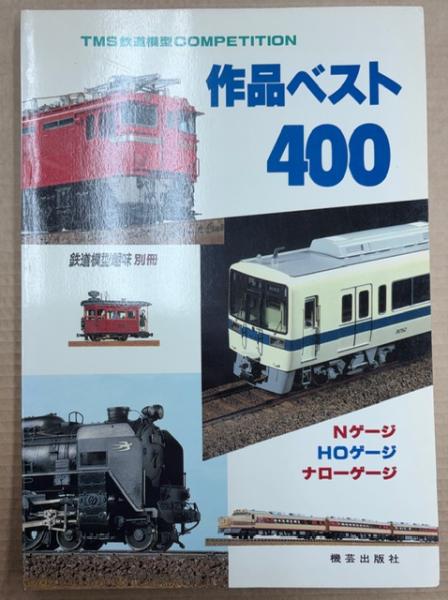 TMS鉄道模型COMPETITION
作品ベスト
400
鉄道模型趣味 別冊
Nゲージ
HOゲージ
ナローゲージ
機芸出版社